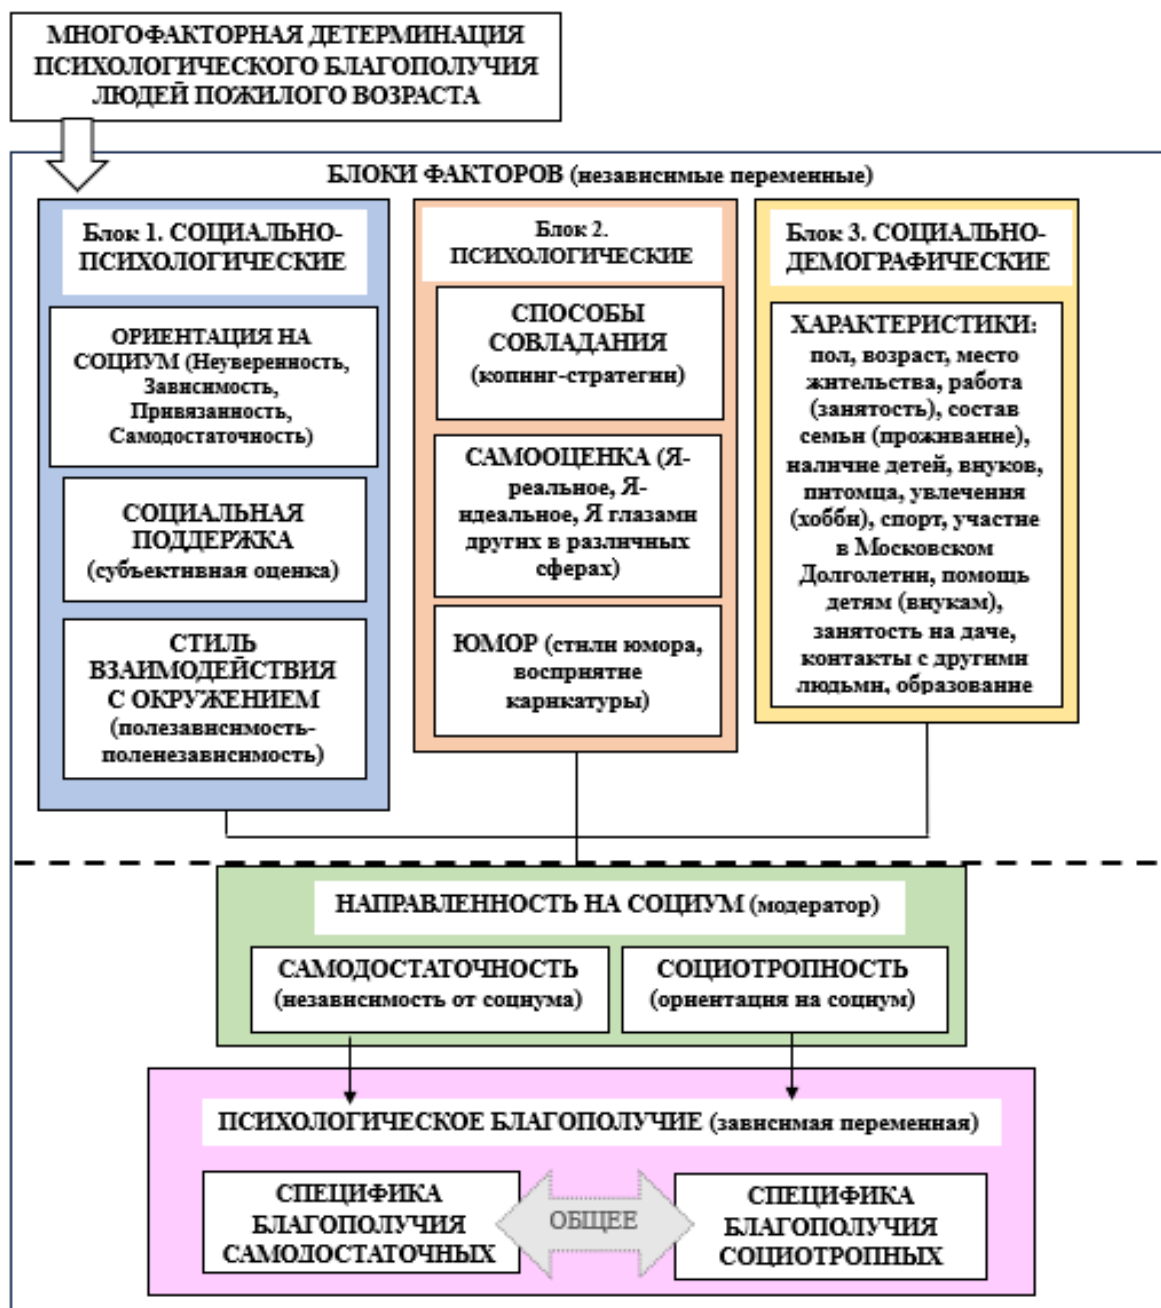 МНОГОФАКТОРНАЯ ДЕТЕРМИНАЦИЯ
ПСИХОЛОГИЧЕСКОГО БЛАГОПОЛУЧИЯ
ЛЮДЕЙ ПОЖИЛОГО ВОЗРАСТА
БЛОКИ ФАКТОРОВ (независимые переменные)
Блок 1. СОЦИАЛЬНО-
ПСИХОЛОГИЧЕСКИЕ
ОРИЕНТАЦИЯ НА
СОЦИУМ (Неуверенность,
Зависимость,
Привязанность,
Самодостаточность)
СОЦИАЛЬНАЯ
ПОДДЕРЖКА
(субъективная оценка)
СТИЛЬ
ВЗАИМОДЕЙСТВИЯ
С ОКРУЖЕНИЕМ
(полезависимость-
поленезависимость)
Блок 2.
ПСИХОЛОГИЧЕСКИЕ
СПОСОБЫ
СОВЛАДАНИЯ
(копинг-стратегии)
САМООЦЕНКА (Я-
реальное, Я-
идеальное, Я глазами
других в различных
сферах)
ЮМОР (стили юмора,
восприятие
карикатуры)
Блок 3. СОЦИАЛЬНО-
ДЕМОГРАФИЧЕСКИЕ
ХАРАКТЕРИСТИКИ:
пол, возраст, место
жительства, работа
(занятость), состав
семьи (проживание),
наличие детей, внуков,
питомца, увлечения
(хобби), спорт, участие
в Московском
Долголетии, помощь
детям (внукам),
занятость на даче,
контакты с другими
людьми, образование
НАПРАВЛЕННОСТЬ НА СОЦИУМ (модератор)
САМОДОСТАТОЧНОСТЬ
(независимость от социума)
СОЦИОТРОПНОСТЬ
(ориентация на социум)
ПСИХОЛОГИЧЕСКОЕ БЛАГОПОЛУЧИЕ (зависимая переменная)
СПЕЦИФИКА
БЛАГОПОЛУЧИЯ
САМОДОСТАТОЧНЫХ
ОБЩЕЕ
СПЕЦИФИКА
БЛАГОПОЛУЧИЯ
СОЦИОТРОПНЫХ